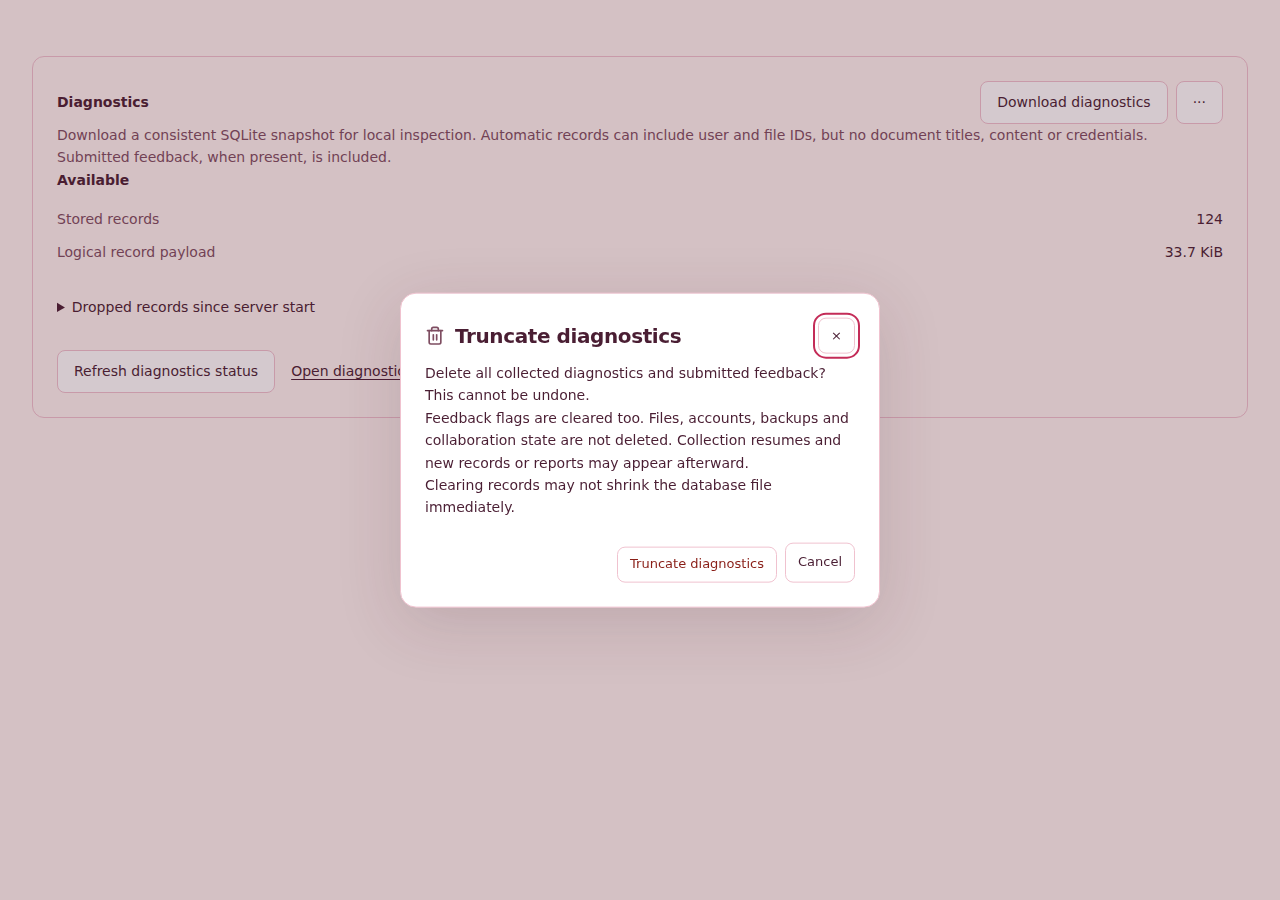 Diagnostics
Download diagnostics
···
Download a consistent SQLite snapshot for local inspection. Automatic records can include user and file IDs, but no document titles, content or credentials.
Submitted feedback, when present, is included.
Available
Stored records
124
Logical record payload
33.7 KiB
Dropped records since server start
Refresh diagnostics status
Open
Truncate diagnostics
×
Delete all collected diagnostics and submitted feedback?
This cannot be undone.
Feedback flags are cleared too. Files, accounts, backups and
collaboration state are not deleted. Collection resumes and
new records or reports may appear afterward.
Clearing records may not shrink the database file
immediately.
Truncate diagnostics
Cancel